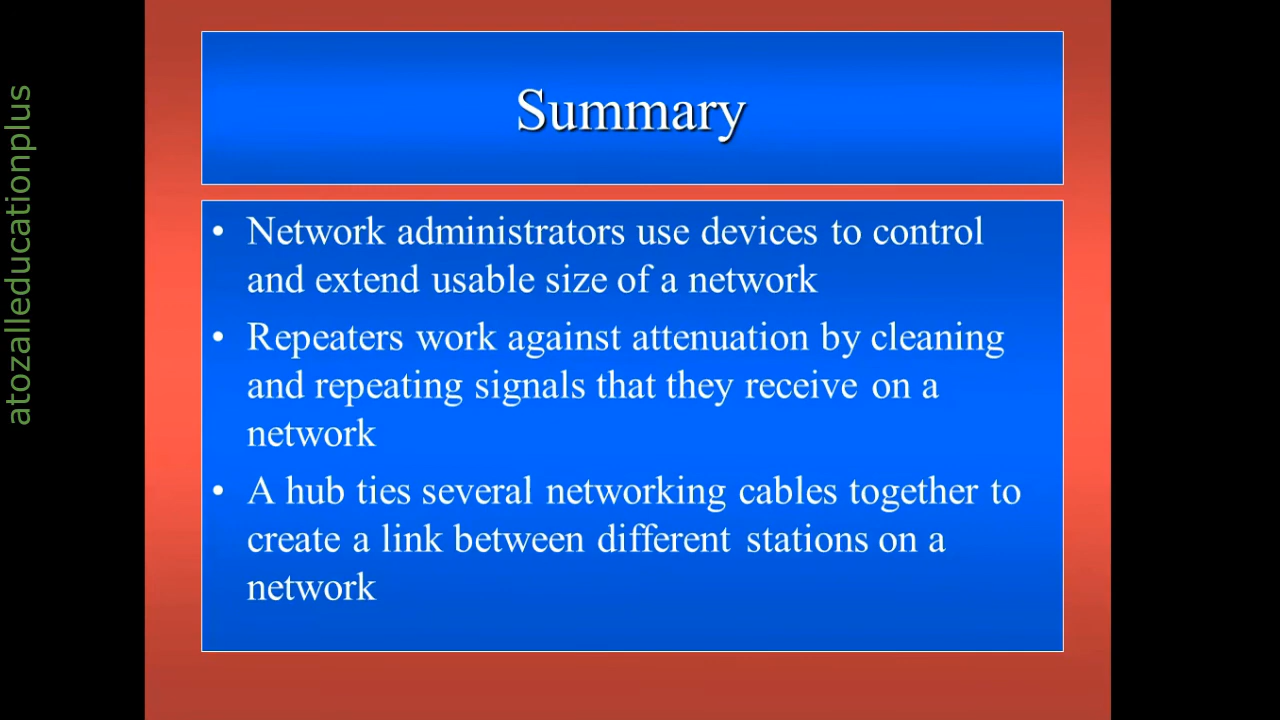 Summary
• Network administrators use devices to control
and extend usable size of a network
• Repeaters work against attenuation by cleaning
and repeating signals that they receive on a
network
• A hub ties several networking cables together to
create a link between different stations on a
network
atozalleducationplus